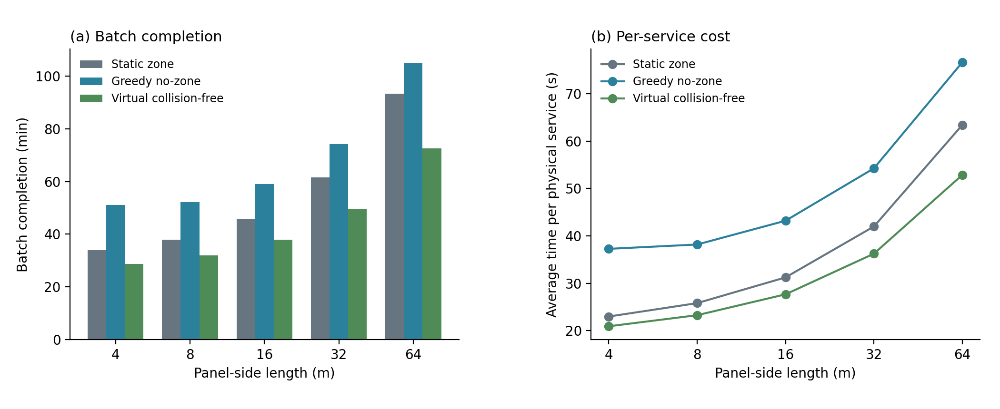 (a) Batch completion
Static zone
Greedy no-zone
Virtual collision-free
Batch completion (min)
100
80
60
40
20
0
4 8 16 32 64
Panel-side length (m)
(b) Per-service cost
Static zone
Greedy no-zone
Virtual collision-free
Average time per physical service (s)
70
60
50
40
30
20
4 8 16 32 64
Panel-side length (m)